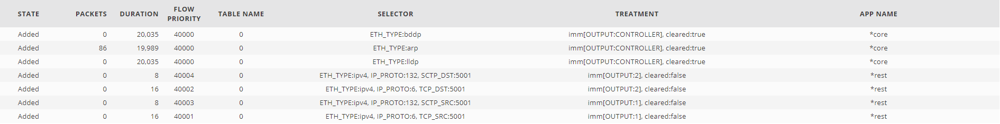 STATE PACKETS DURATION FLOW PRIORITY TABLE NAME SELECTOR TREATMENT APP NAME
Added 0 20,035 40000 0 ETH_TYPE:bddp imm[OUTPUT:CONTROLLER], cleared:true *core
Added 86 19,989 40000 0 ETH_TYPE:arp imm[OUTPUT:CONTROLLER], cleared:true *core
Added 0 20,035 40000 0 ETH_TYPE:lldp imm[OUTPUT:CONTROLLER], cleared:true *core
Added 0 8 40004 0 ETH_TYPE:ipv4, IP_PROTO:132, SCTP_DST:5001 imm[OUTPUT:2], cleared:false *rest
Added 0 16 40002 0 ETH_TYPE:ipv4, IP_PROTO:6, TCP_DST:5001 imm[OUTPUT:2], cleared:false *rest
Added 0 8 40003 0 ETH_TYPE:ipv4, IP_PROTO:132, SCTP_SRC:5001 imm[OUTPUT:1], cleared:false *rest
Added 0 16 40001 0 ETH_TYPE:ipv4, IP_PROTO:6, TCP_SRC:5001 imm[OUTPUT:1], cleared:false *rest